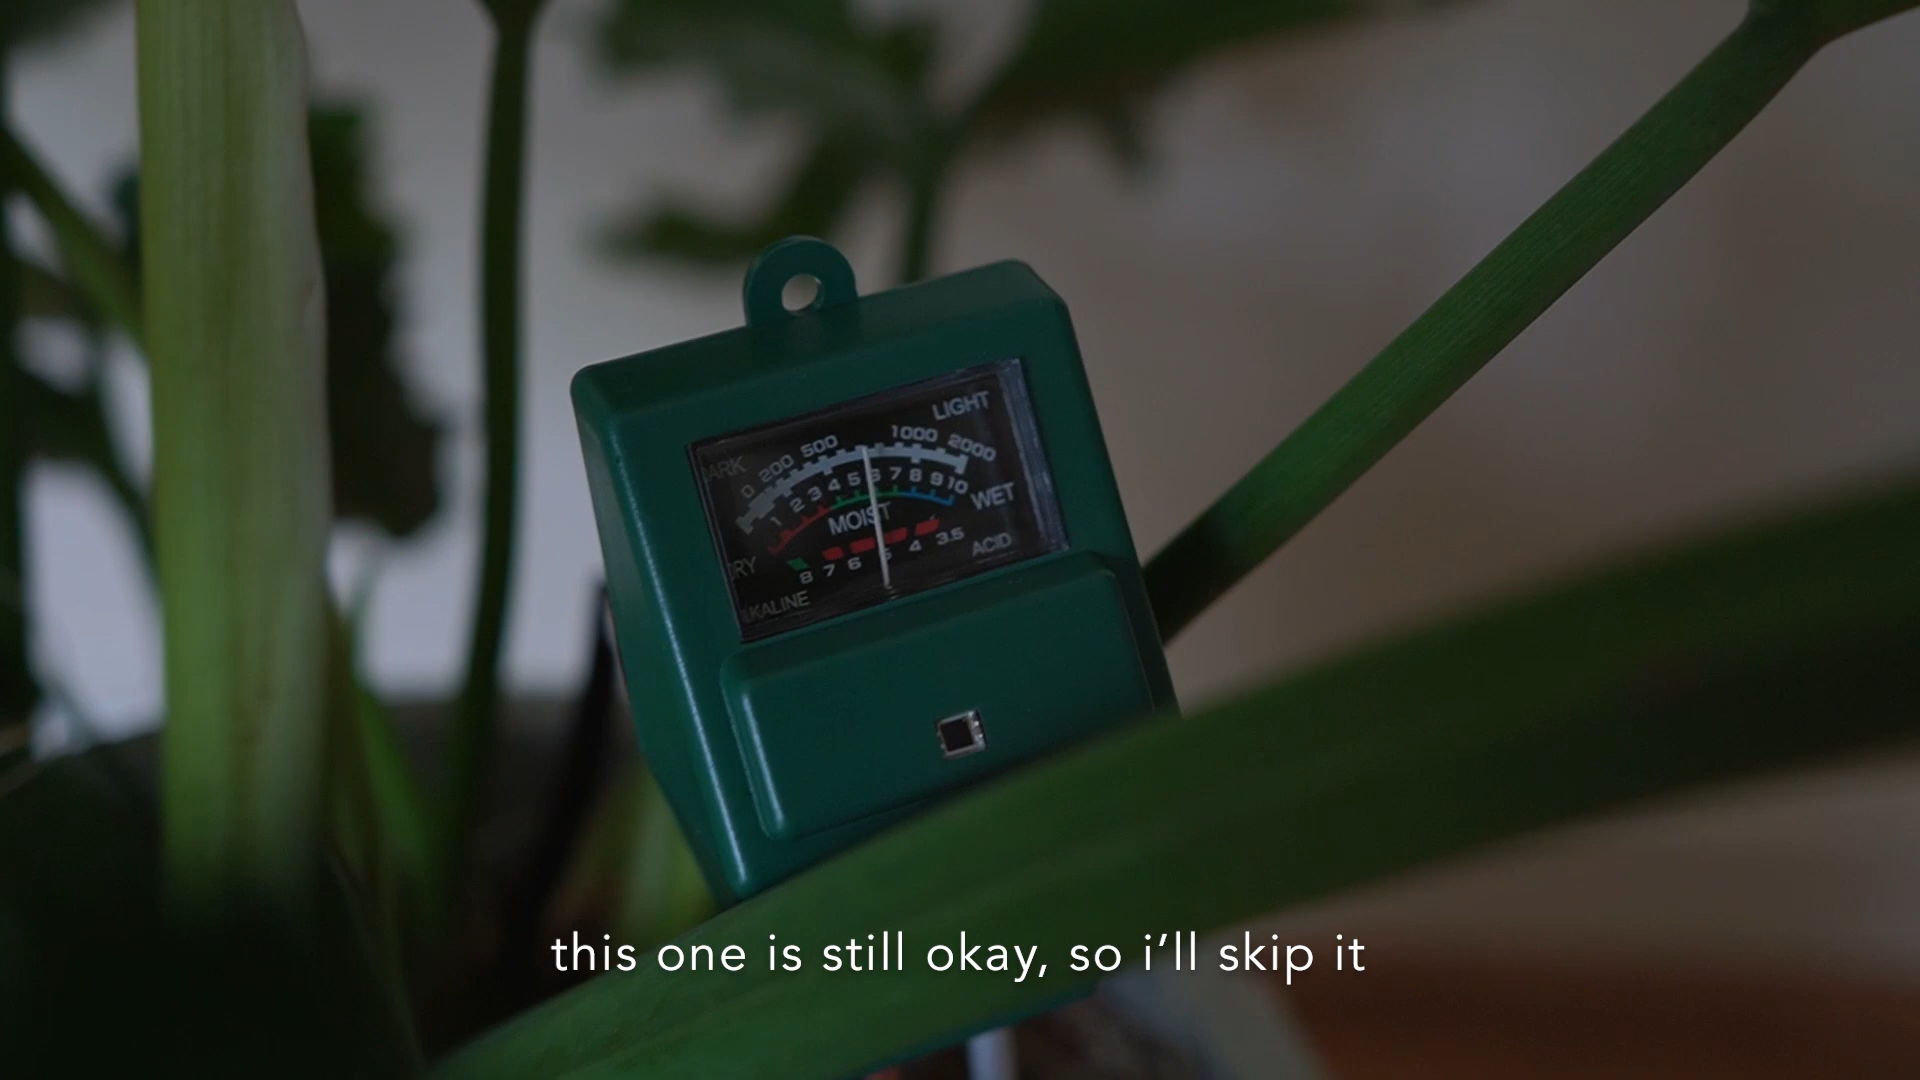 LIGHT
0 200 500 1000 2000
1 2 3 4 5 6 7 8 9 10
WET
MOIST
8 7 6 5 4 3.5
ACID
this one is still okay, so i’ll skip it